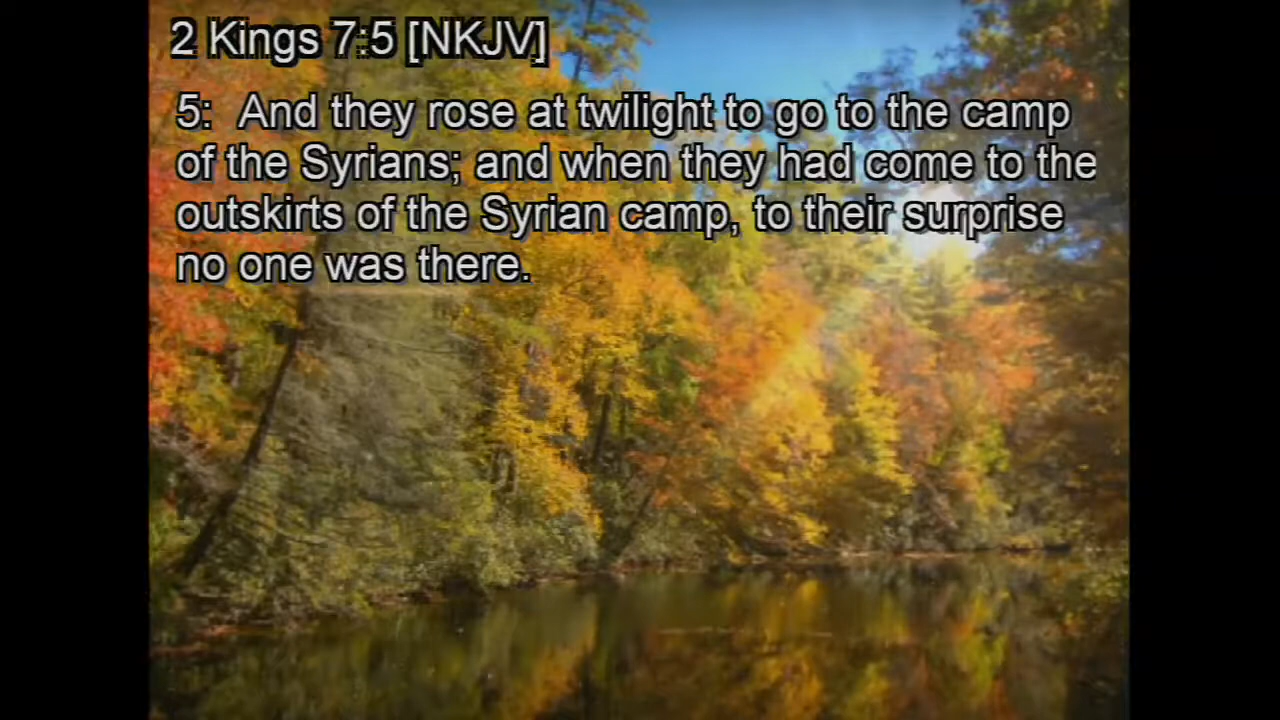 2 Kings 7:5 [NKJV]
5: And they rose at twilight to go to the camp
of the Syrians; and when they had come to the
outskirts of the Syrian camp, to their surprise
no one was there.